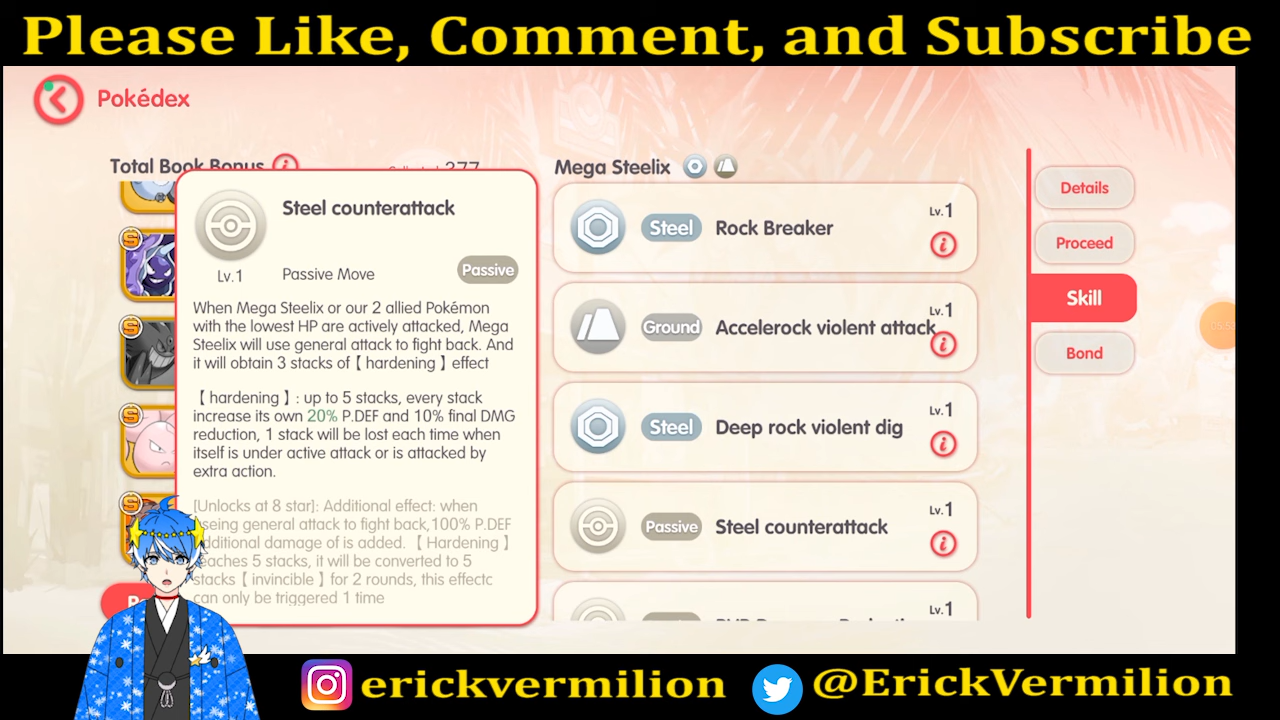 Please Like, Comment, and Subscribe
Pokédex
Total Book Bonus
377
Steel counterattack
Lv.1
Passive Move
Passive
When Mega Steelix or our 2 allied Pokémon
with the lowest HP are actively attacked, Mega
Steelix will use general attack to fight back. And
it will obtain 3 stacks of【 hardening 】effect
【 hardening 】: up to 5 stacks, every stack
increase its own 20% P.DEF and 10% final DMG
reduction, 1 stack will be lost each time when
itself is under active attack or is attacked by
extra action.
[Unlocks at 8 star]: Additional effect: when
seing general attack to fight back,100% P.DEF
additional damage of is added.【 Hardening 】
reaches 5 stacks, it will be converted to 5
stacks【 invincible 】for 2 rounds, this effectc
can only be triggered 1 time
Mega Steelix
Steel
Rock Breaker
Lv.1
Ground
Accelerock violent attack
Lv.1
Steel
Deep rock violent dig
Lv.1
Passive
Steel counterattack
Lv.1
Lv.1
Details
Proceed
Skill
Bond
erickvermilion
@ErickVermilion